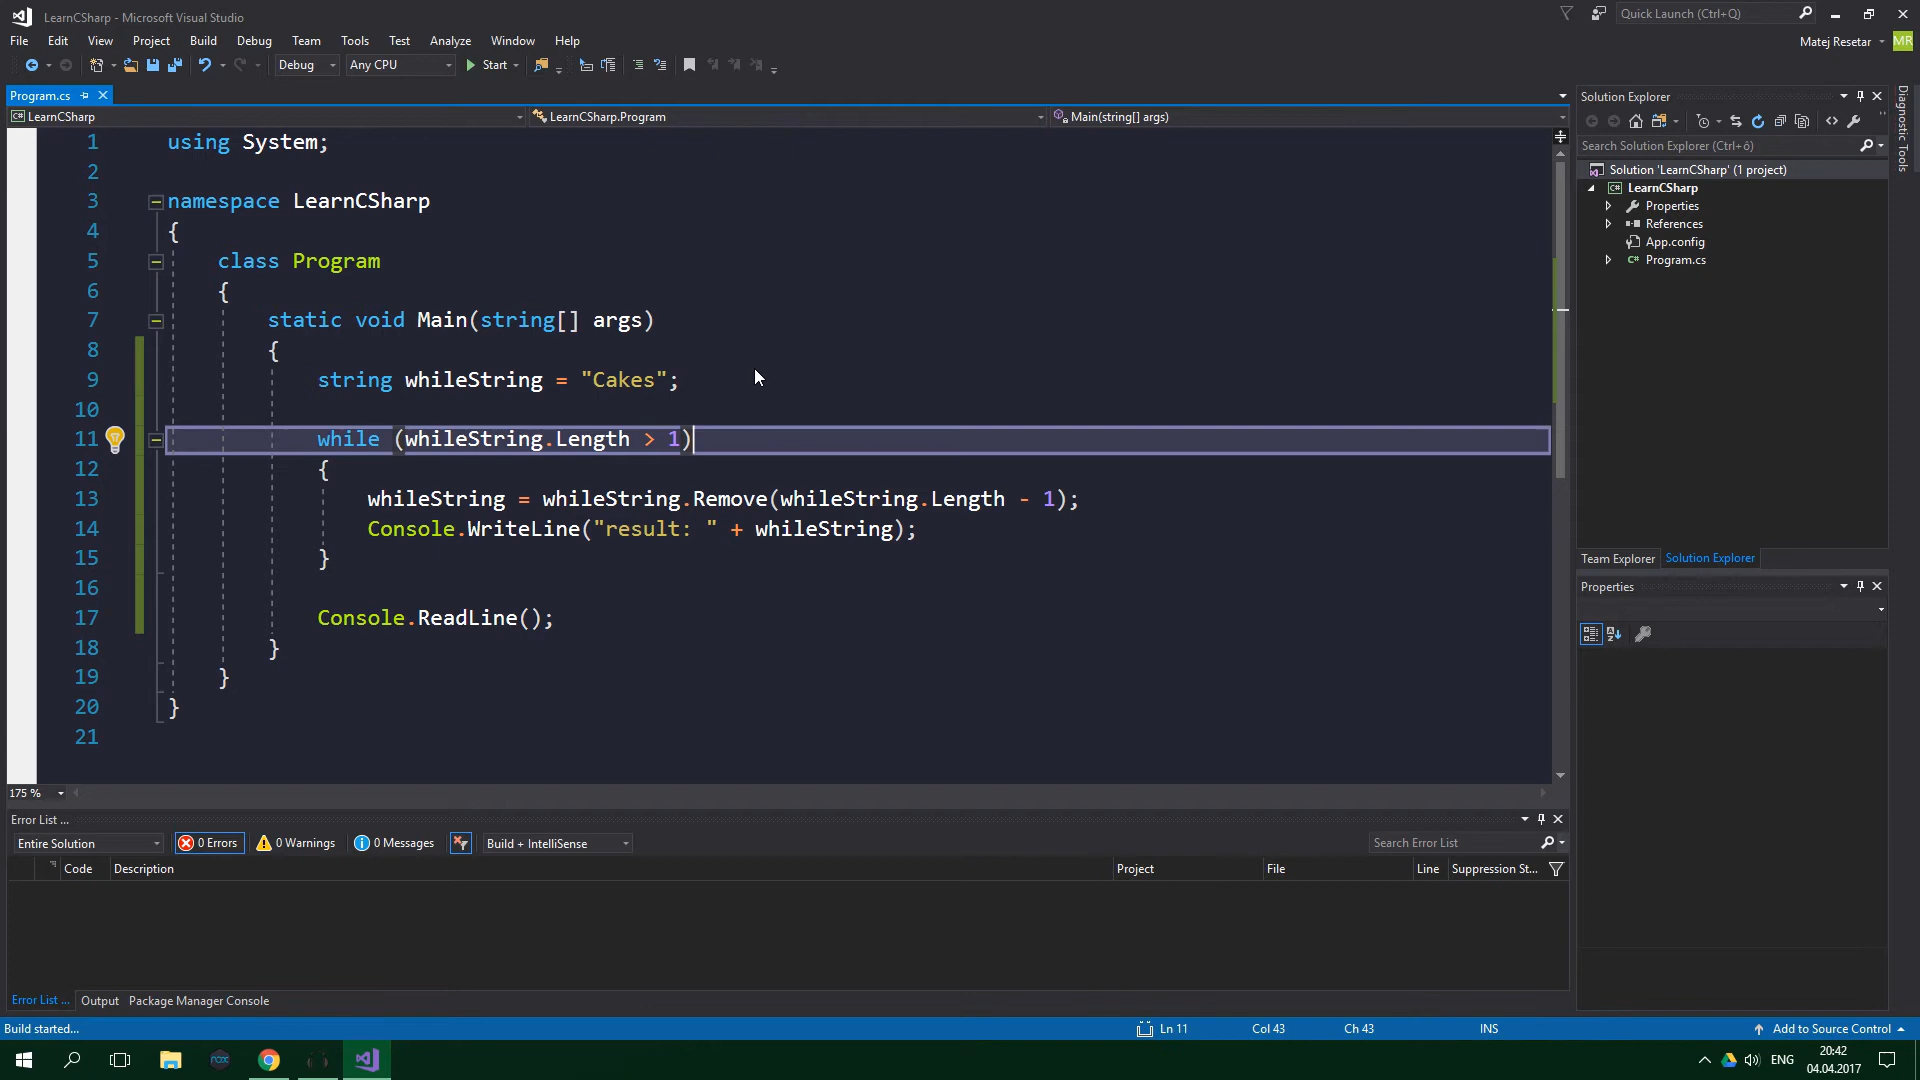 LearnCSharp - Microsoft Visual Studio
Quick Launch (Ctrl+Q)
File Edit View Project Build Debug Team Tools Test Analyze Window Help
Matej Resetar MR
Debug Any CPU Start
Program.cs
LearnCSharp LearnCSharp.Program Main(string[] args)
1 using System;
2
3 namespace LearnCSharp
4 {
5 class Program
6 {
7 static void Main(string[] args)
8 {
9 string whileString = "Cakes";
10
11 while (whileString.Length > 1)
12 {
13 whileString = whileString.Remove(whileString.Length - 1);
14 Console.WriteLine("result: " + whileString);
15 }
16
17 Console.ReadLine();
18 }
19 }
20 }
21
175 %
Solution Explorer
Search Solution Explorer (Ctrl+ô)
Solution 'LearnCSharp' (1 project)
LearnCSharp
Properties
References
App.config
Program.cs
Team Explorer Solution Explorer
Properties
Diagnostic Tools
Error List ...
Entire Solution 0 Errors 0 Warnings 0 Messages Build + IntelliSense Search Error List
Code Description Project File Line Suppression St...
Error List ... Output Package Manager Console
Build started... Ln 11 Col 43 Ch 43 INS Add to Source Control
nox
ENG
20:42
04.04.2017